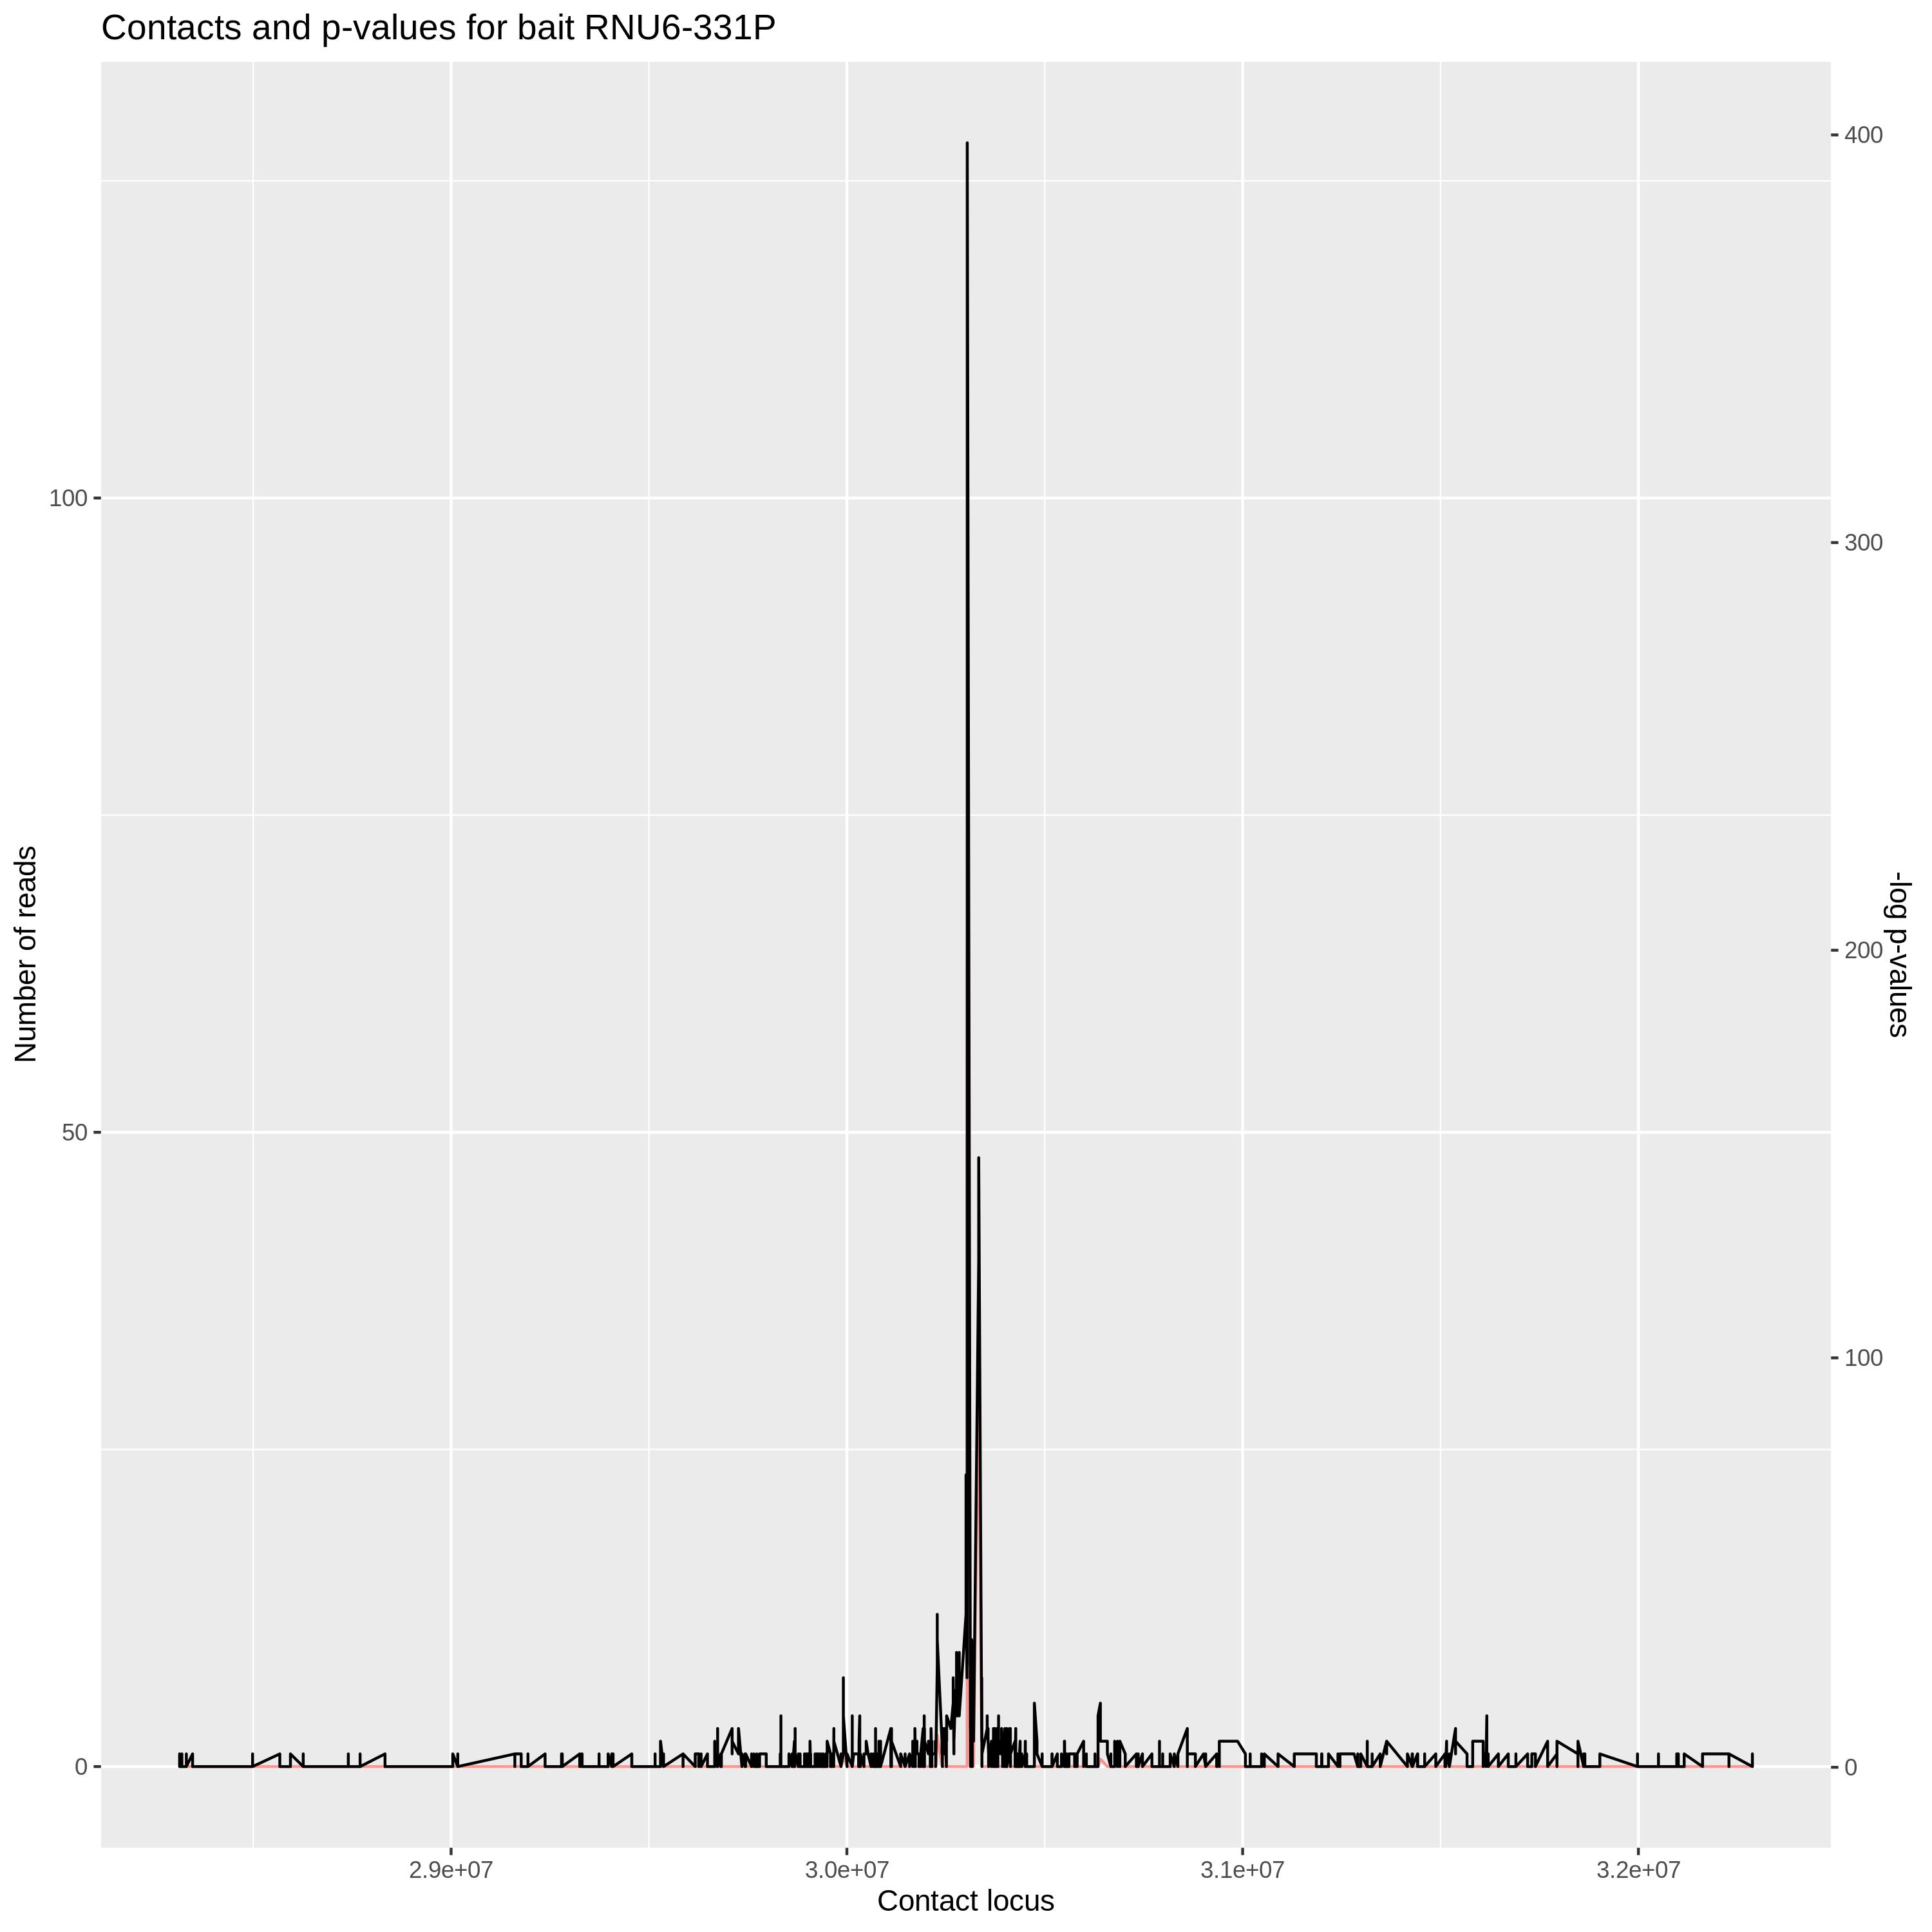 Contacts and p-values for bait RNU6-331P
400
100
300
Number of reads
-log p-values
200
50
100
0
0
2.9e+07
3.0e+07
3.1e+07
3.2e+07
Contact locus